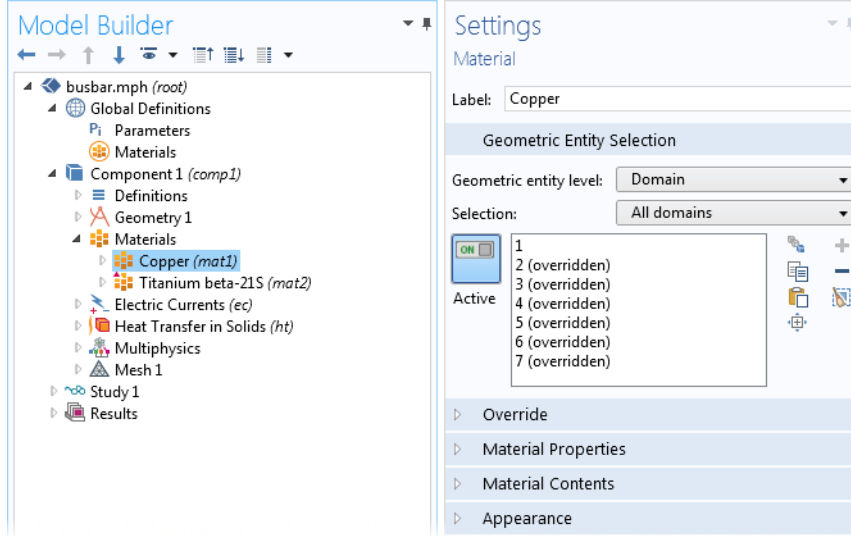 Model Builder
busbar.mph (root)
Global Definitions
Pi Parameters
Materials
Component 1 (comp1)
Definitions
Geometry 1
Materials
Copper (mat1)
Titanium beta-21S (mat2)
Electric Currents (ec)
Heat Transfer in Solids (ht)
Multiphysics
Mesh 1
Study 1
Results
Settings
Material
Label: Copper
Geometric Entity Selection
Geometric entity level: Domain
Selection: All domains
ON
Active
1
2 (overridden)
3 (overridden)
4 (overridden)
5 (overridden)
6 (overridden)
7 (overridden)
Override
Material Properties
Material Contents
Appearance